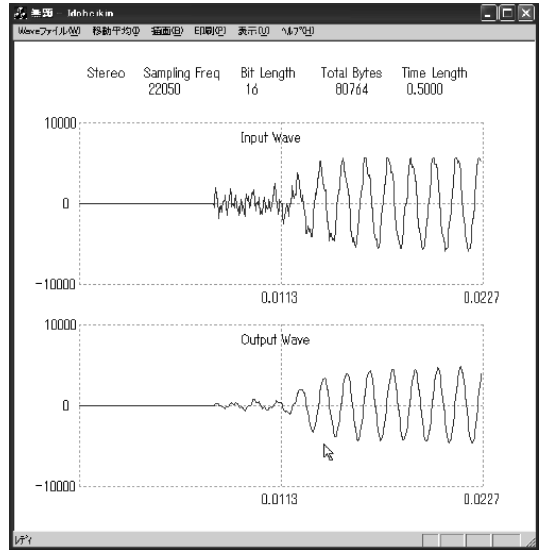 無題 - Idoheikin
Waveファイル(W) 移動平均(I) 描画(D) 印刷(P) 表示(V) ヘルプ(H)
Stereo Sampling Freq Bit Length Total Bytes Time Length
22050 16 80764 0.5000
10000
Input Wave
0
-10000
0.0113 0.0227
10000
Output Wave
0
-10000
0.0113 0.0227
レディ